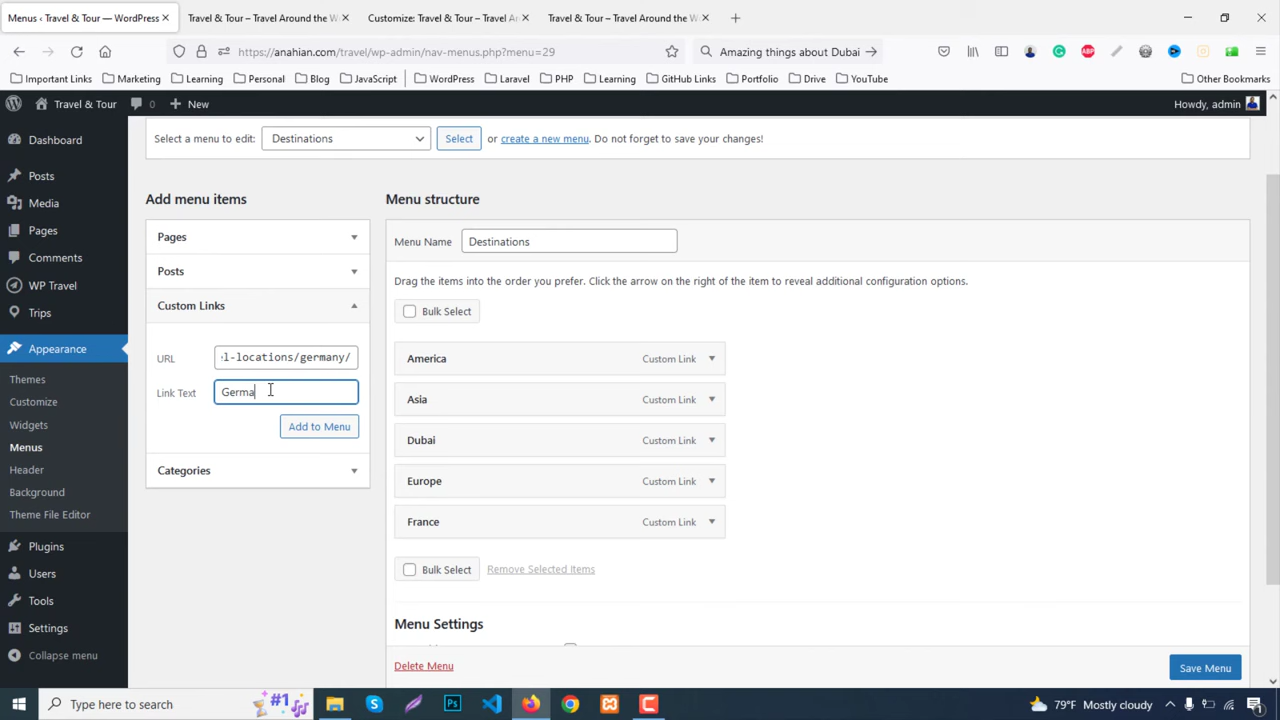 Menus ‹ Travel & Tour — WordPress
Travel & Tour – Travel Around the W
Customize: Travel & Tour – Travel Ar
Travel & Tour – Travel Around the W
https://anahian.com/travel/wp-admin/nav-menus.php?menu=29
Amazing things about Dubai
ABP
Important Links
Marketing
Learning
Personal
Blog
JavaScript
WordPress
Laravel
PHP
Learning
GitHub Links
Portfolio
Drive
YouTube
Other Bookmarks
Travel & Tour
0
New
Howdy, admin
Dashboard
Posts
Media
Pages
Comments
WP Travel
Trips
Appearance
Themes
Customize
Widgets
Menus
Header
Background
Theme File Editor
Plugins
Users
Tools
Settings
Collapse menu
Select a menu to edit:
Destinations
Select
or create a new menu. Do not forget to save your changes!
Add menu items
Pages
Posts
Custom Links
URL
l-locations/germany/
Link Text
Germa
Add to Menu
Categories
Menu structure
Menu Name
Destinations
Drag the items into the order you prefer. Click the arrow on the right of the item to reveal additional configuration options.
Bulk Select
America
Custom Link
Asia
Custom Link
Dubai
Custom Link
Europe
Custom Link
France
Custom Link
Bulk Select
Remove Selected Items
Menu Settings
Delete Menu
Save Menu
Type here to search
#1
Ps
79°F Mostly cloudy
1